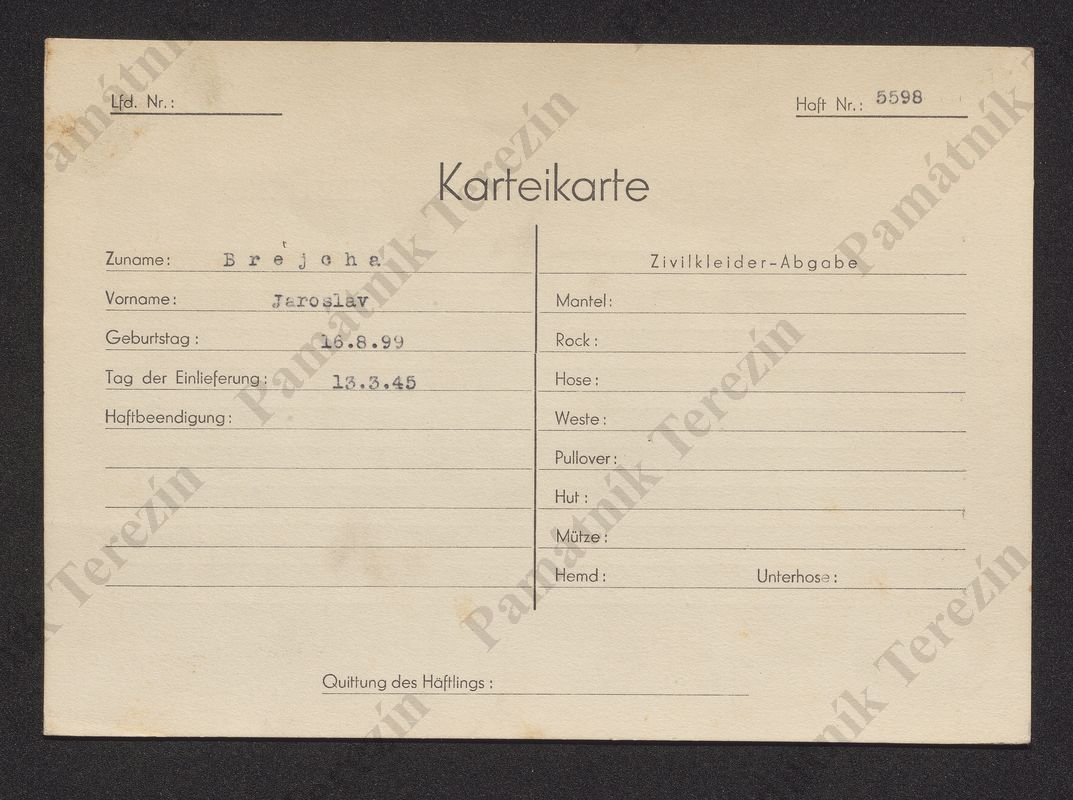 Lfd. Nr.:
Haft Nr.: 5598
Karteikarte
Zuname: Brejcha
Vorname: Jaroslav
Geburtstag: 16.8.99
Tag der Einlieferung: 13.3.45
Haftbeendigung:
Zivilkleider-Abgabe
Mantel:
Rock:
Hose:
Weste:
Pullover:
Hut:
Mütze:
Hemd: Unterhose:
Quittung des Häftlings:
Památník Terezín